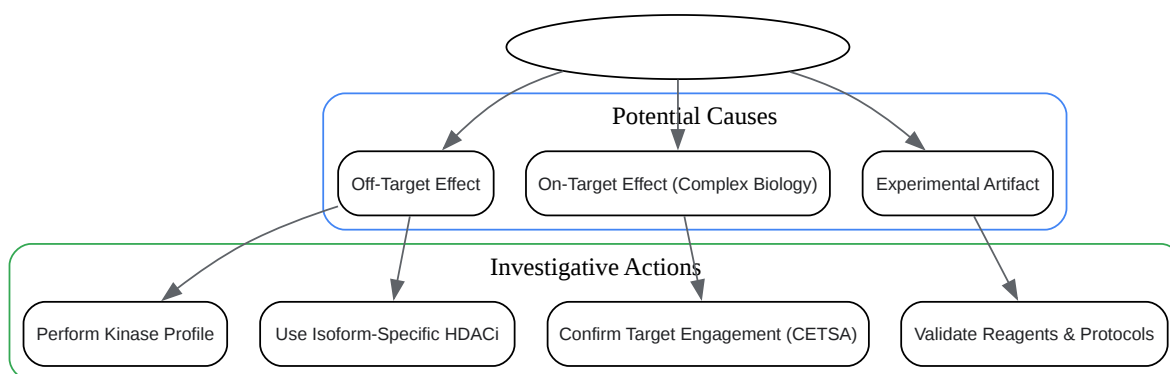 Potential Causes
Off-Target Effect
On-Target Effect (Complex Biology)
Experimental Artifact
Investigative Actions
Perform Kinase Profile
Use Isoform-Specific HDACi
Confirm Target Engagement (CETSA)
Validate Reagents & Protocols